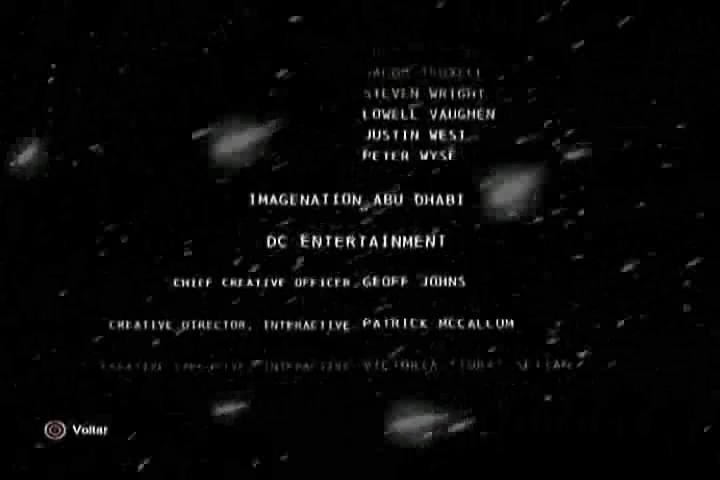 STEVEN WRIGHT
LOWELL VAUGHEN
JUSTIN WEST
PETER WYSE
IMAGENATION ABU DHABI
DC ENTERTAINMENT
CHIEF CREATIVE OFFICER GEOFF JOHNS
CREATIVE DIRECTOR, INTERACTIVE PATRICK MCCALLUM
INTERACTIVE
Voltar